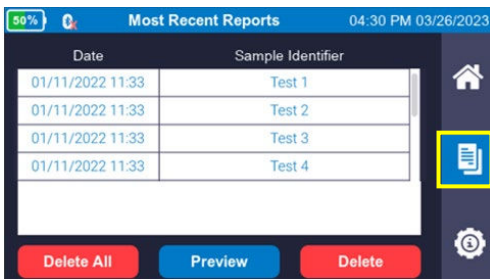 50% Most Recent Reports 04:30 PM 03/26/2023
Date Sample Identifier
01/11/2022 11:33 Test 1
01/11/2022 11:33 Test 2
01/11/2022 11:33 Test 3
01/11/2022 11:33 Test 4
Delete All Preview Delete